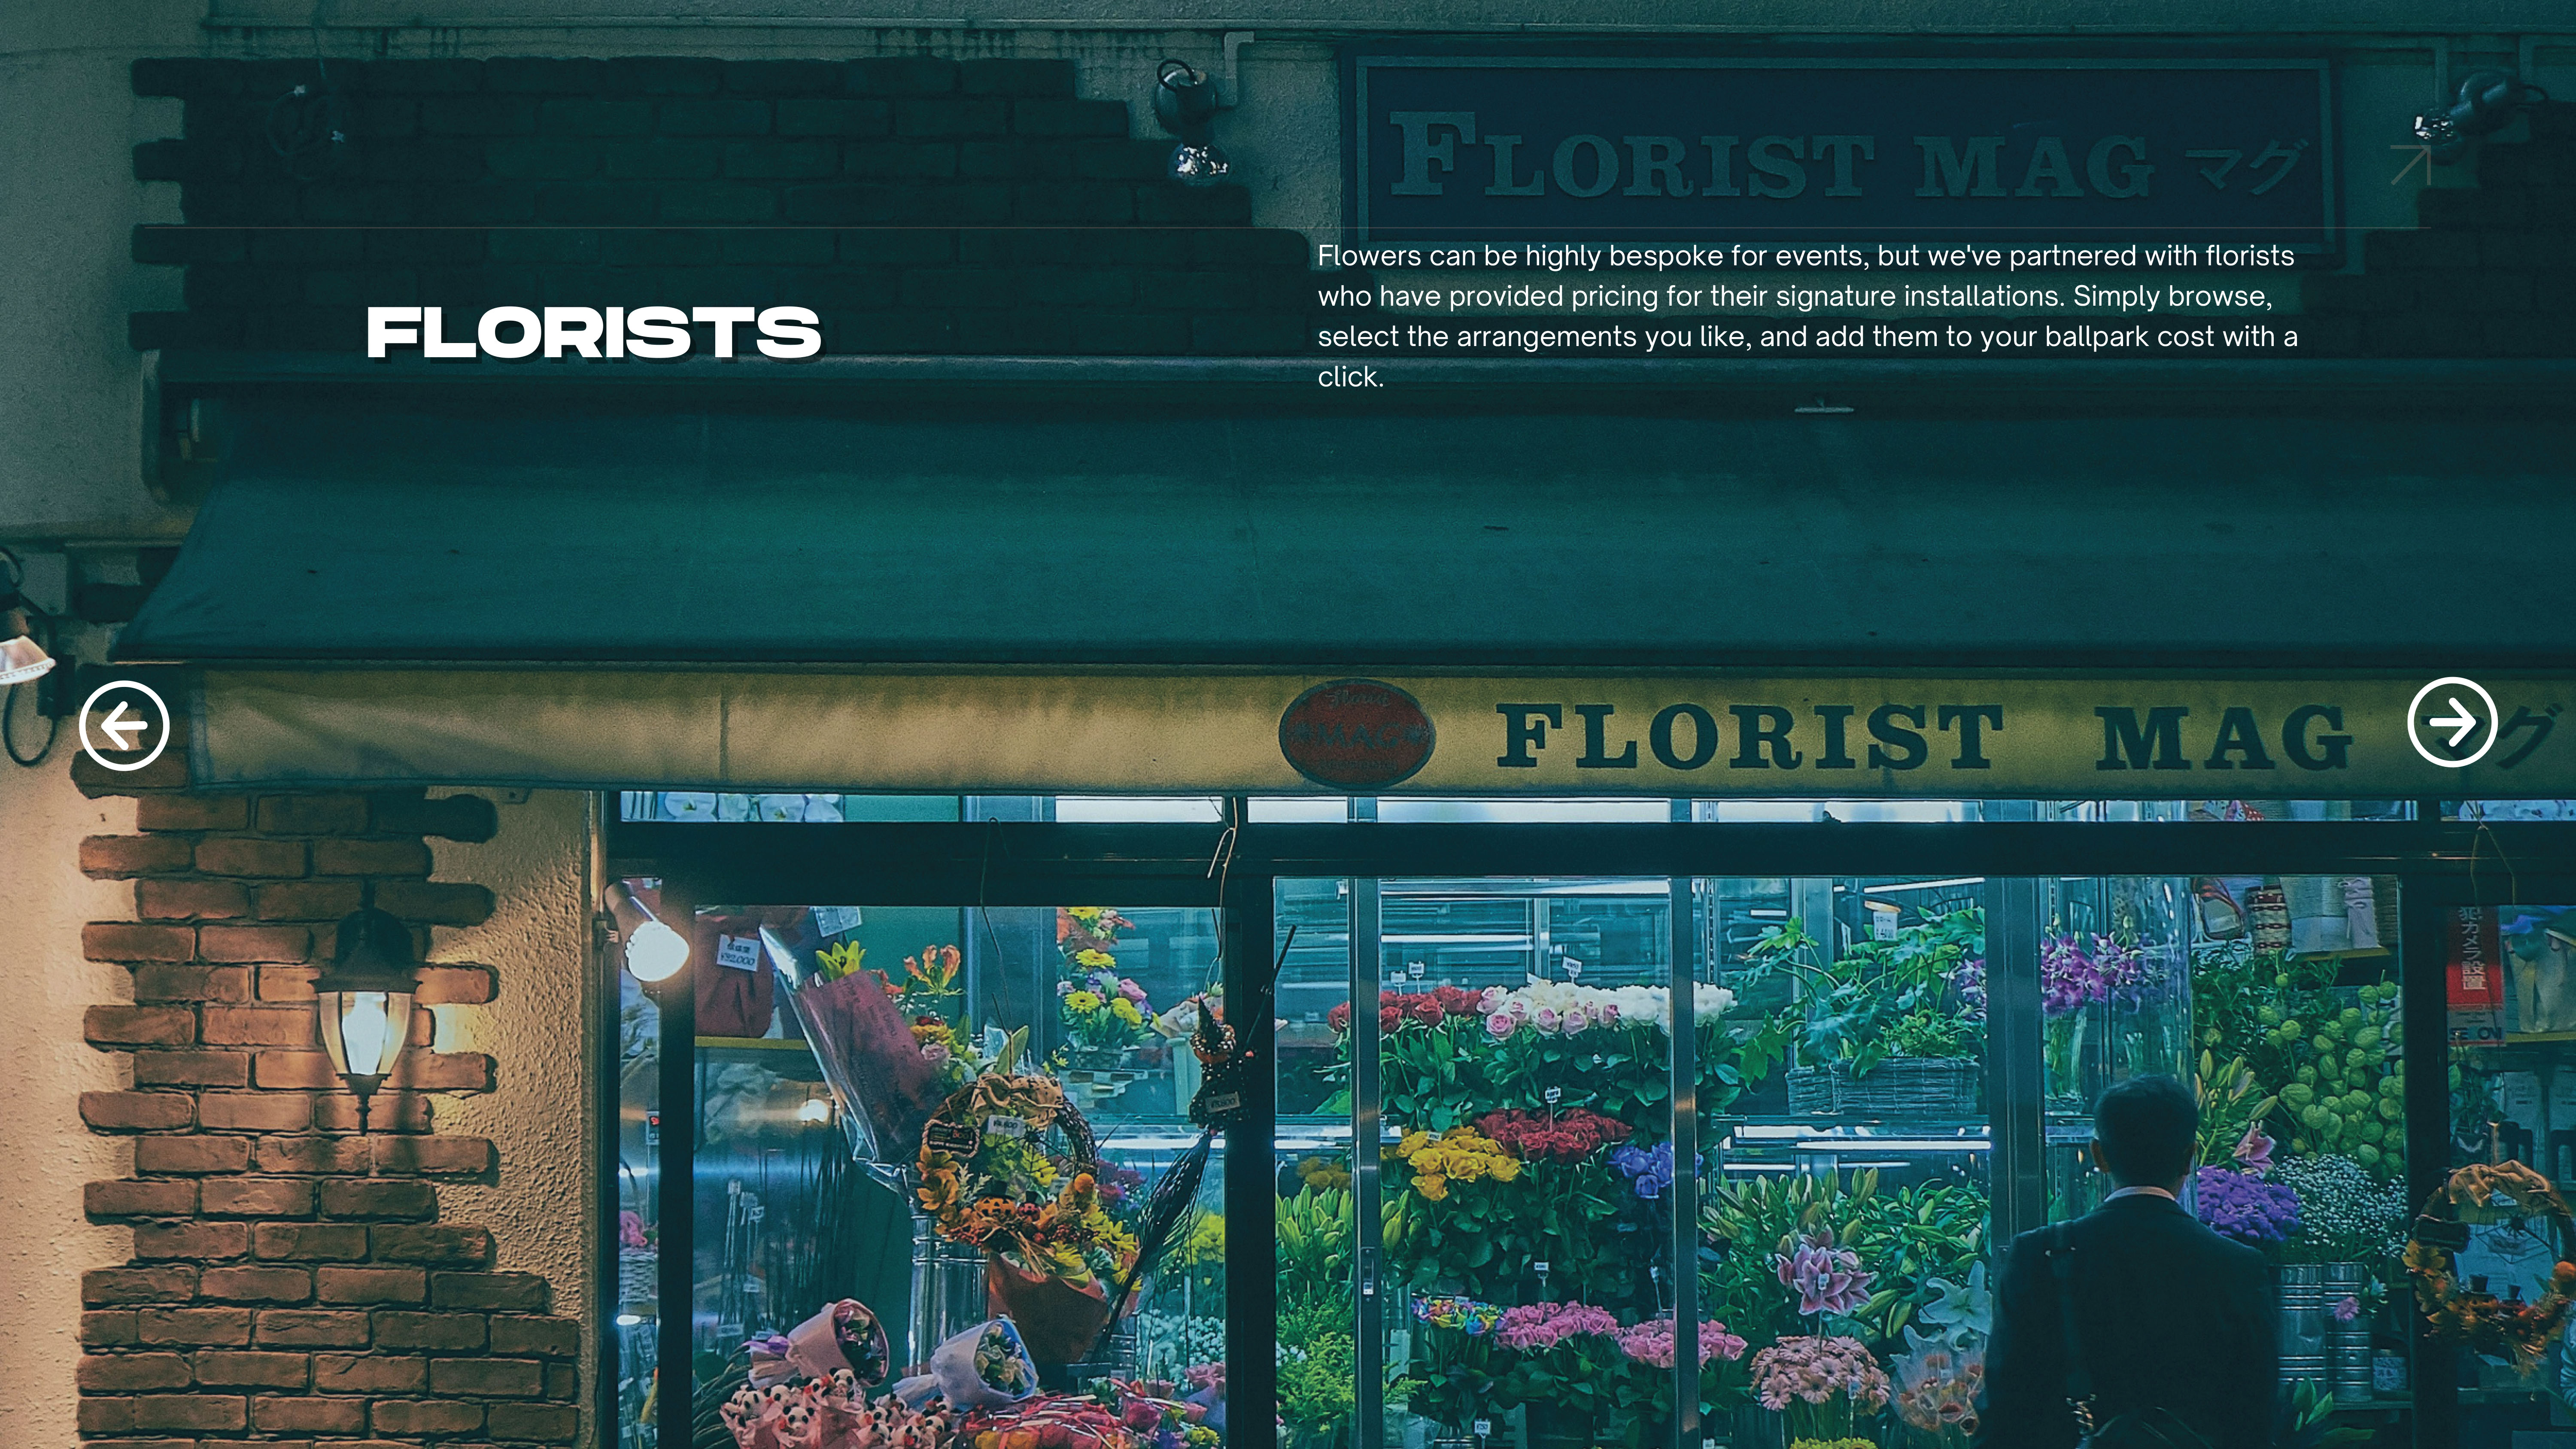 FLORIST MAG マグ
Flowers can be highly bespoke for events, but we've partnered with florists
who have provided pricing for their signature installations. Simply browse,
select the arrangements you like, and add them to your ballpark cost with a
click.
FLORISTS
MAG
FLORIST MAG マグ
犯カメラ設置